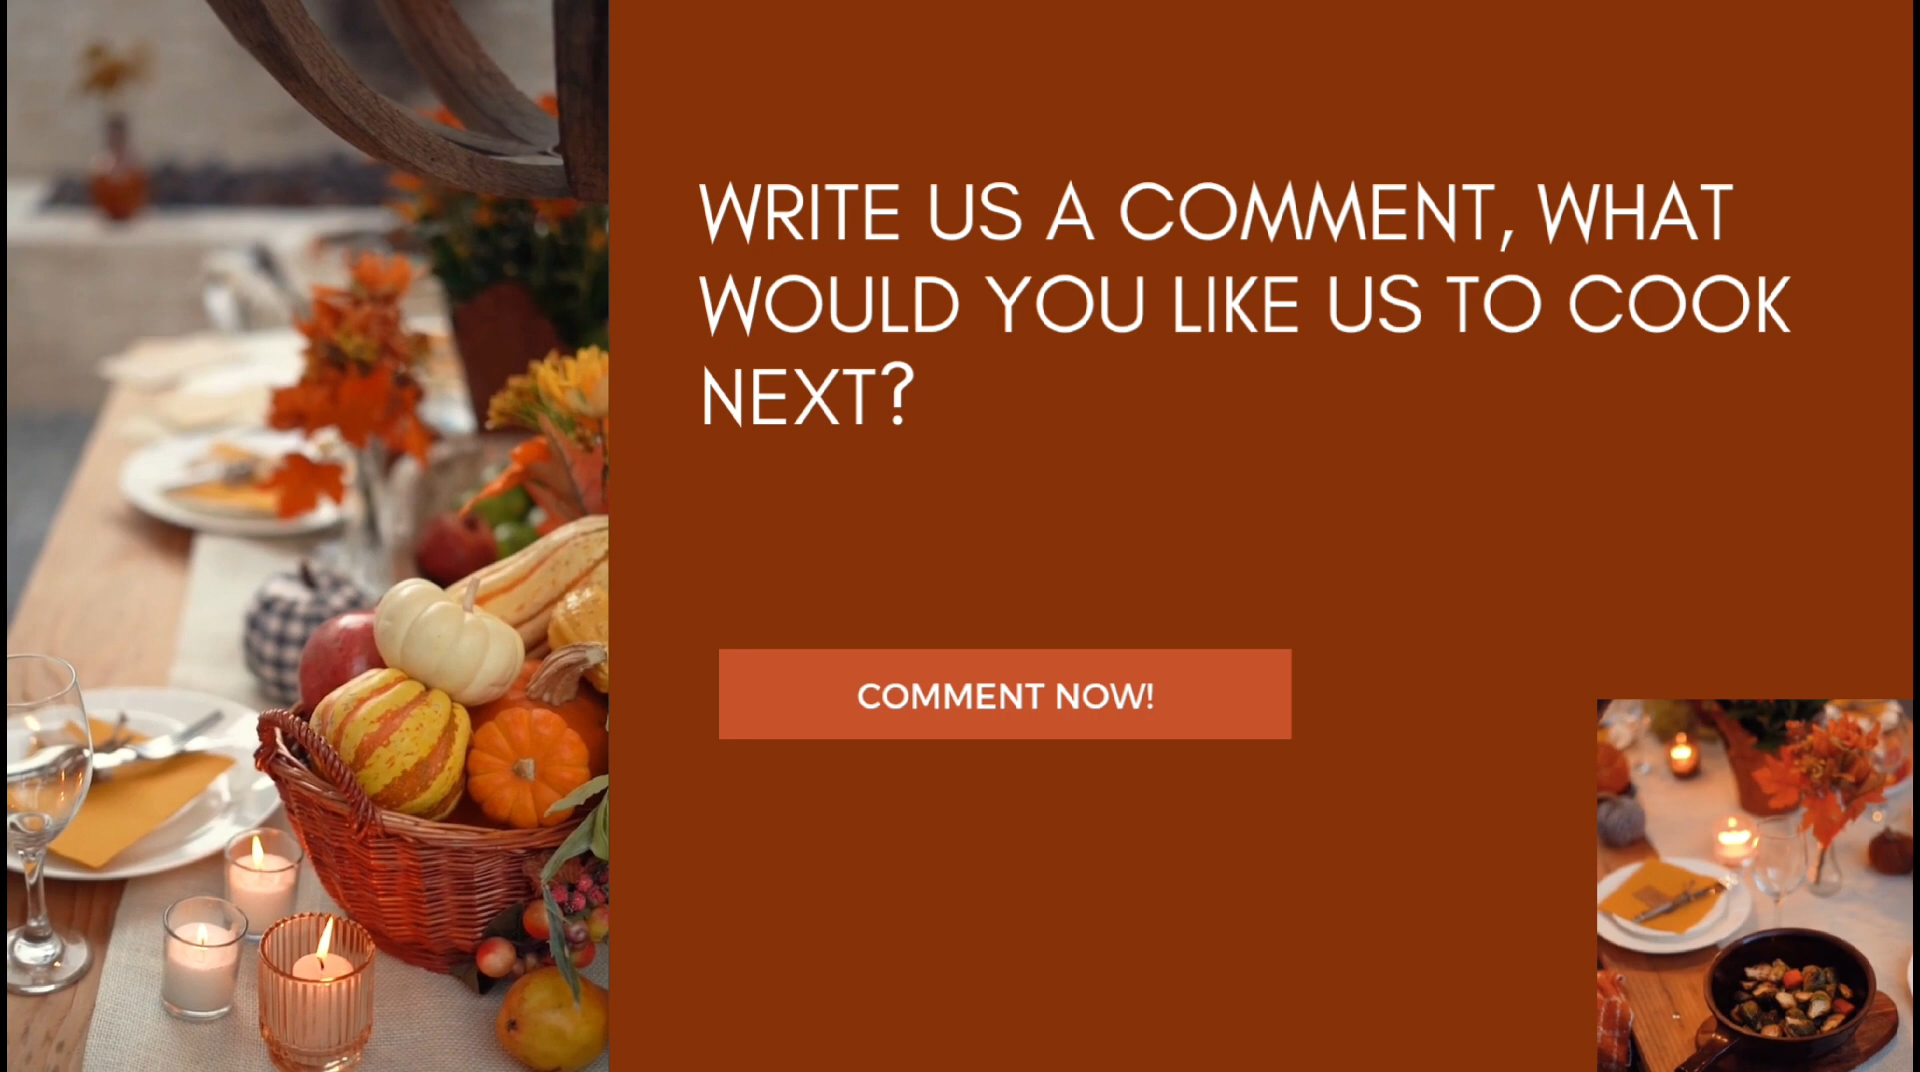 WRITE US A COMMENT, WHAT
WOULD YOU LIKE US TO COOK
NEXT?
COMMENT NOW!